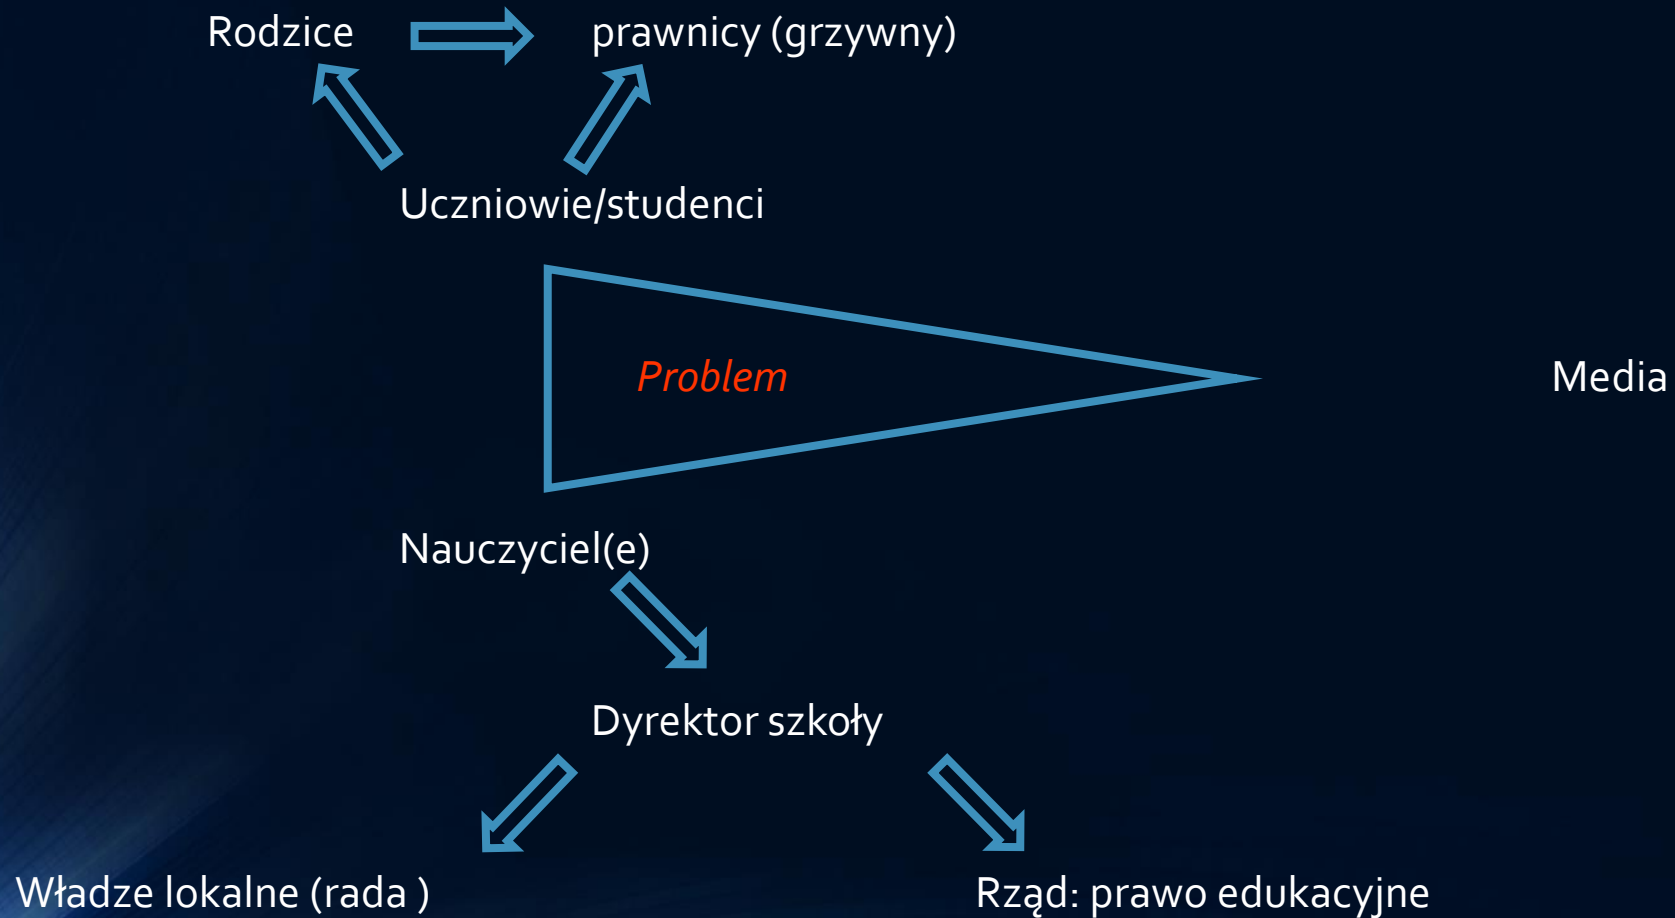 Rodzice prawnicy (grzywny)
Uczniowie/studenci
Problem Media
Nauczyciel(e)
Dyrektor szkoły
Władze lokalne (rada ) Rząd: prawo edukacyjne